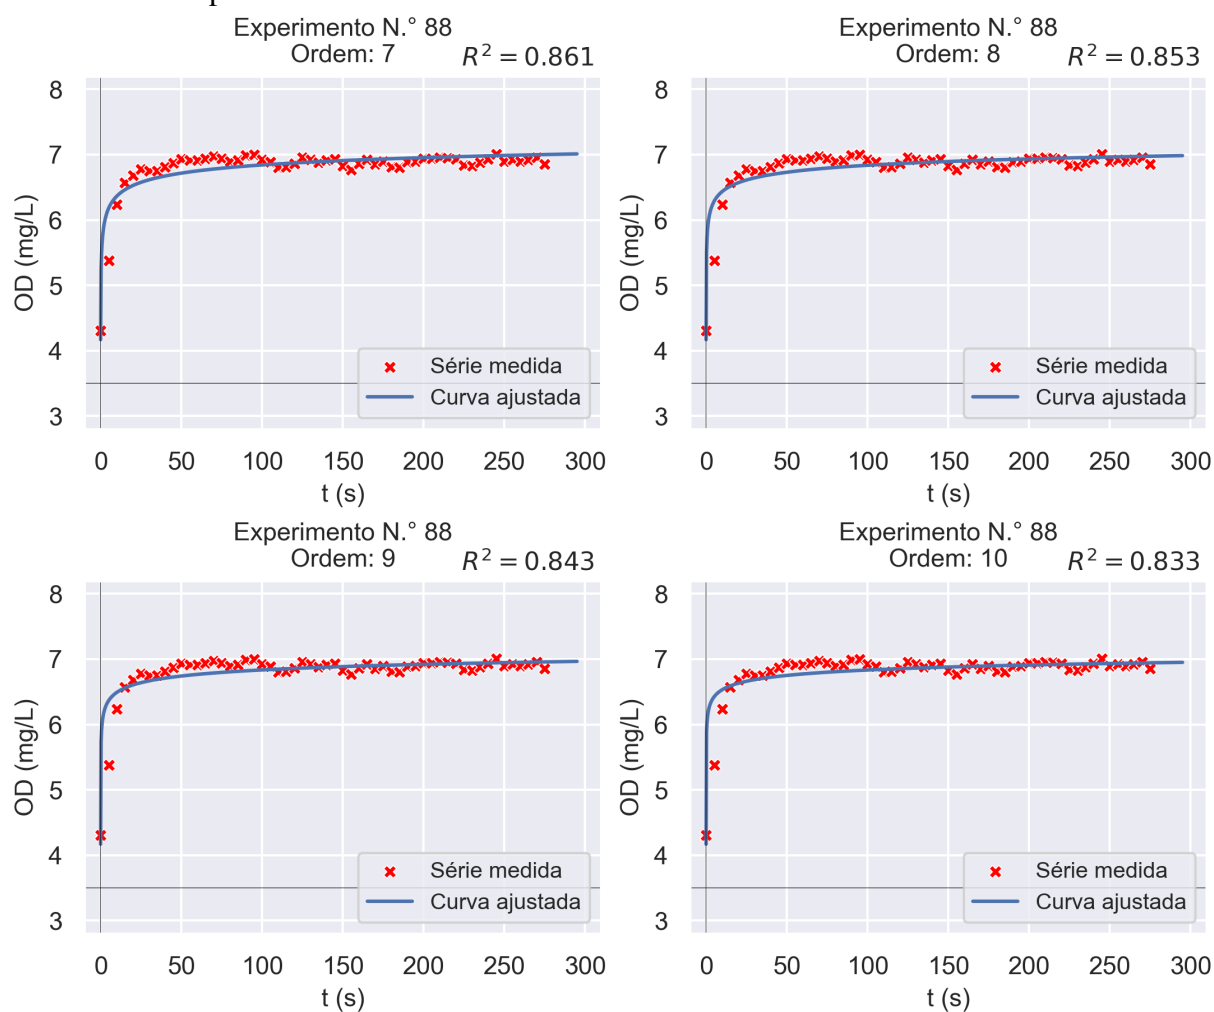 Experimento N.° 88
Ordem: 7
R² = 0.861
OD (mg/L)
8
7
6
5
4
3
Série medida
Curva ajustada
0 50 100 150 200 250 300
t (s)
Experimento N.° 88
Ordem: 8
R² = 0.853
OD (mg/L)
8
7
6
5
4
3
Série medida
Curva ajustada
0 50 100 150 200 250 300
t (s)
Experimento N.° 88
Ordem: 9
R² = 0.843
OD (mg/L)
8
7
6
5
4
3
Série medida
Curva ajustada
0 50 100 150 200 250 300
t (s)
Experimento N.° 88
Ordem: 10
R² = 0.833
OD (mg/L)
8
7
6
5
4
3
Série medida
Curva ajustada
0 50 100 150 200 250 300
t (s)